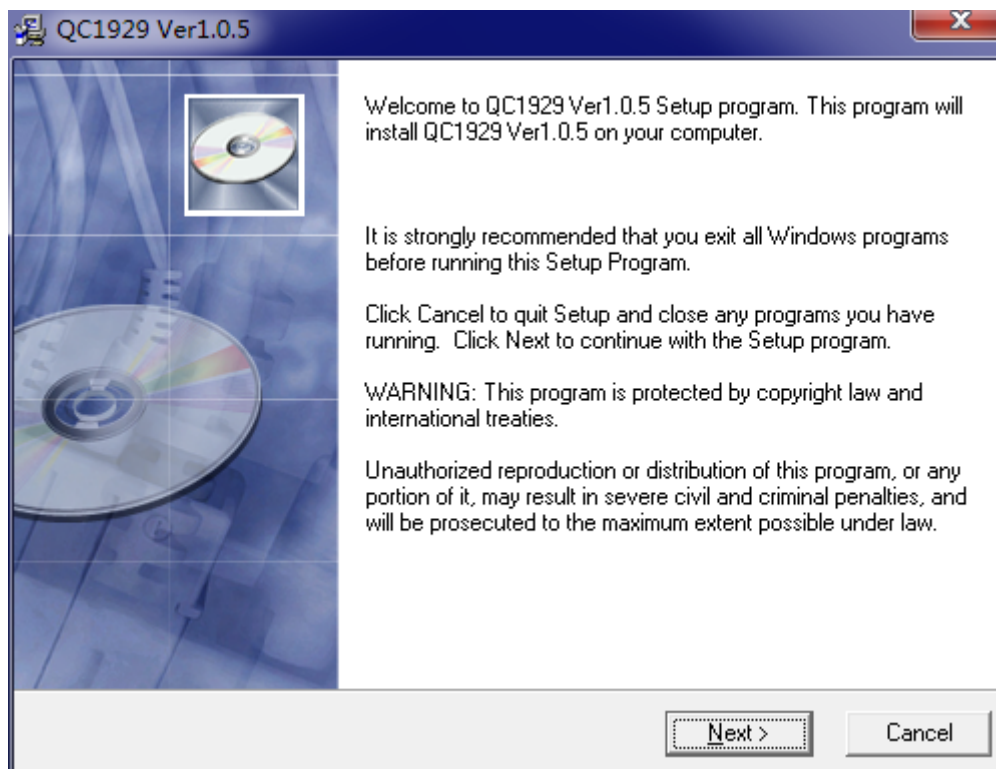 QC1929 Ver1.0.5
Welcome to QC1929 Ver1.0.5 Setup program. This program will
install QC1929 Ver1.0.5 on your computer.
It is strongly recommended that you exit all Windows programs
before running this Setup Program.
Click Cancel to quit Setup and close any programs you have
running.  Click Next to continue with the Setup program.
WARNING: This program is protected by copyright law and
international treaties.
Unauthorized reproduction or distribution of this program, or any
portion of it, may result in severe civil and criminal penalties, and
will be prosecuted to the maximum extent possible under law.
Next >
Cancel